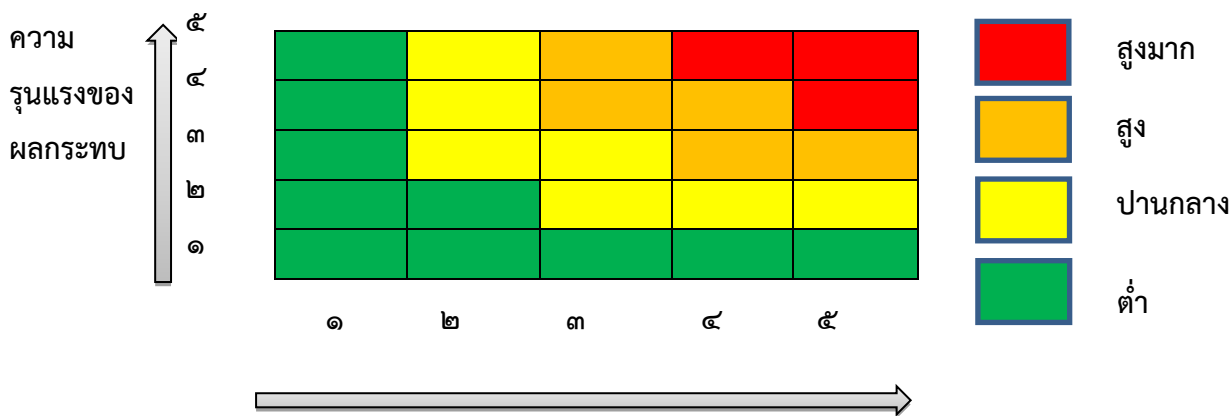 ความ
รุนแรงของ
ผลกระทบ
๕
๔
๓
๒
๑
๑ ๒ ๓ ๔ ๕
สูงมาก
สูง
ปานกลาง
ต่ำ